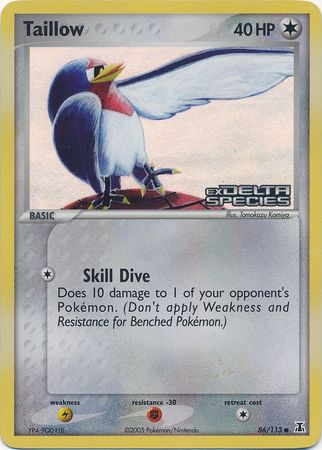 Taillow 40 HP
ex DELTA
SPECIES
BASIC
Illus. Tomokazu Komiya
Skill Dive
Does 10 damage to 1 of your opponent's
Pokémon. (Don't apply Weakness and
Resistance for Benched Pokémon.)
weakness resistance -30 retreat cost
©2005 Pokémon/Nintendo 86/113